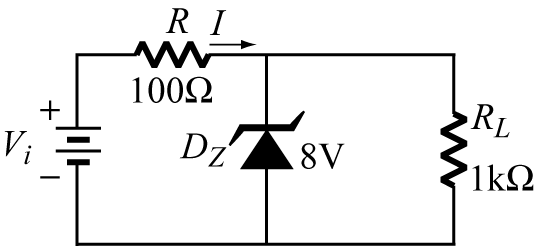 R I
100Ω
+
V_i
−
D_Z 8V
R_L
1kΩ